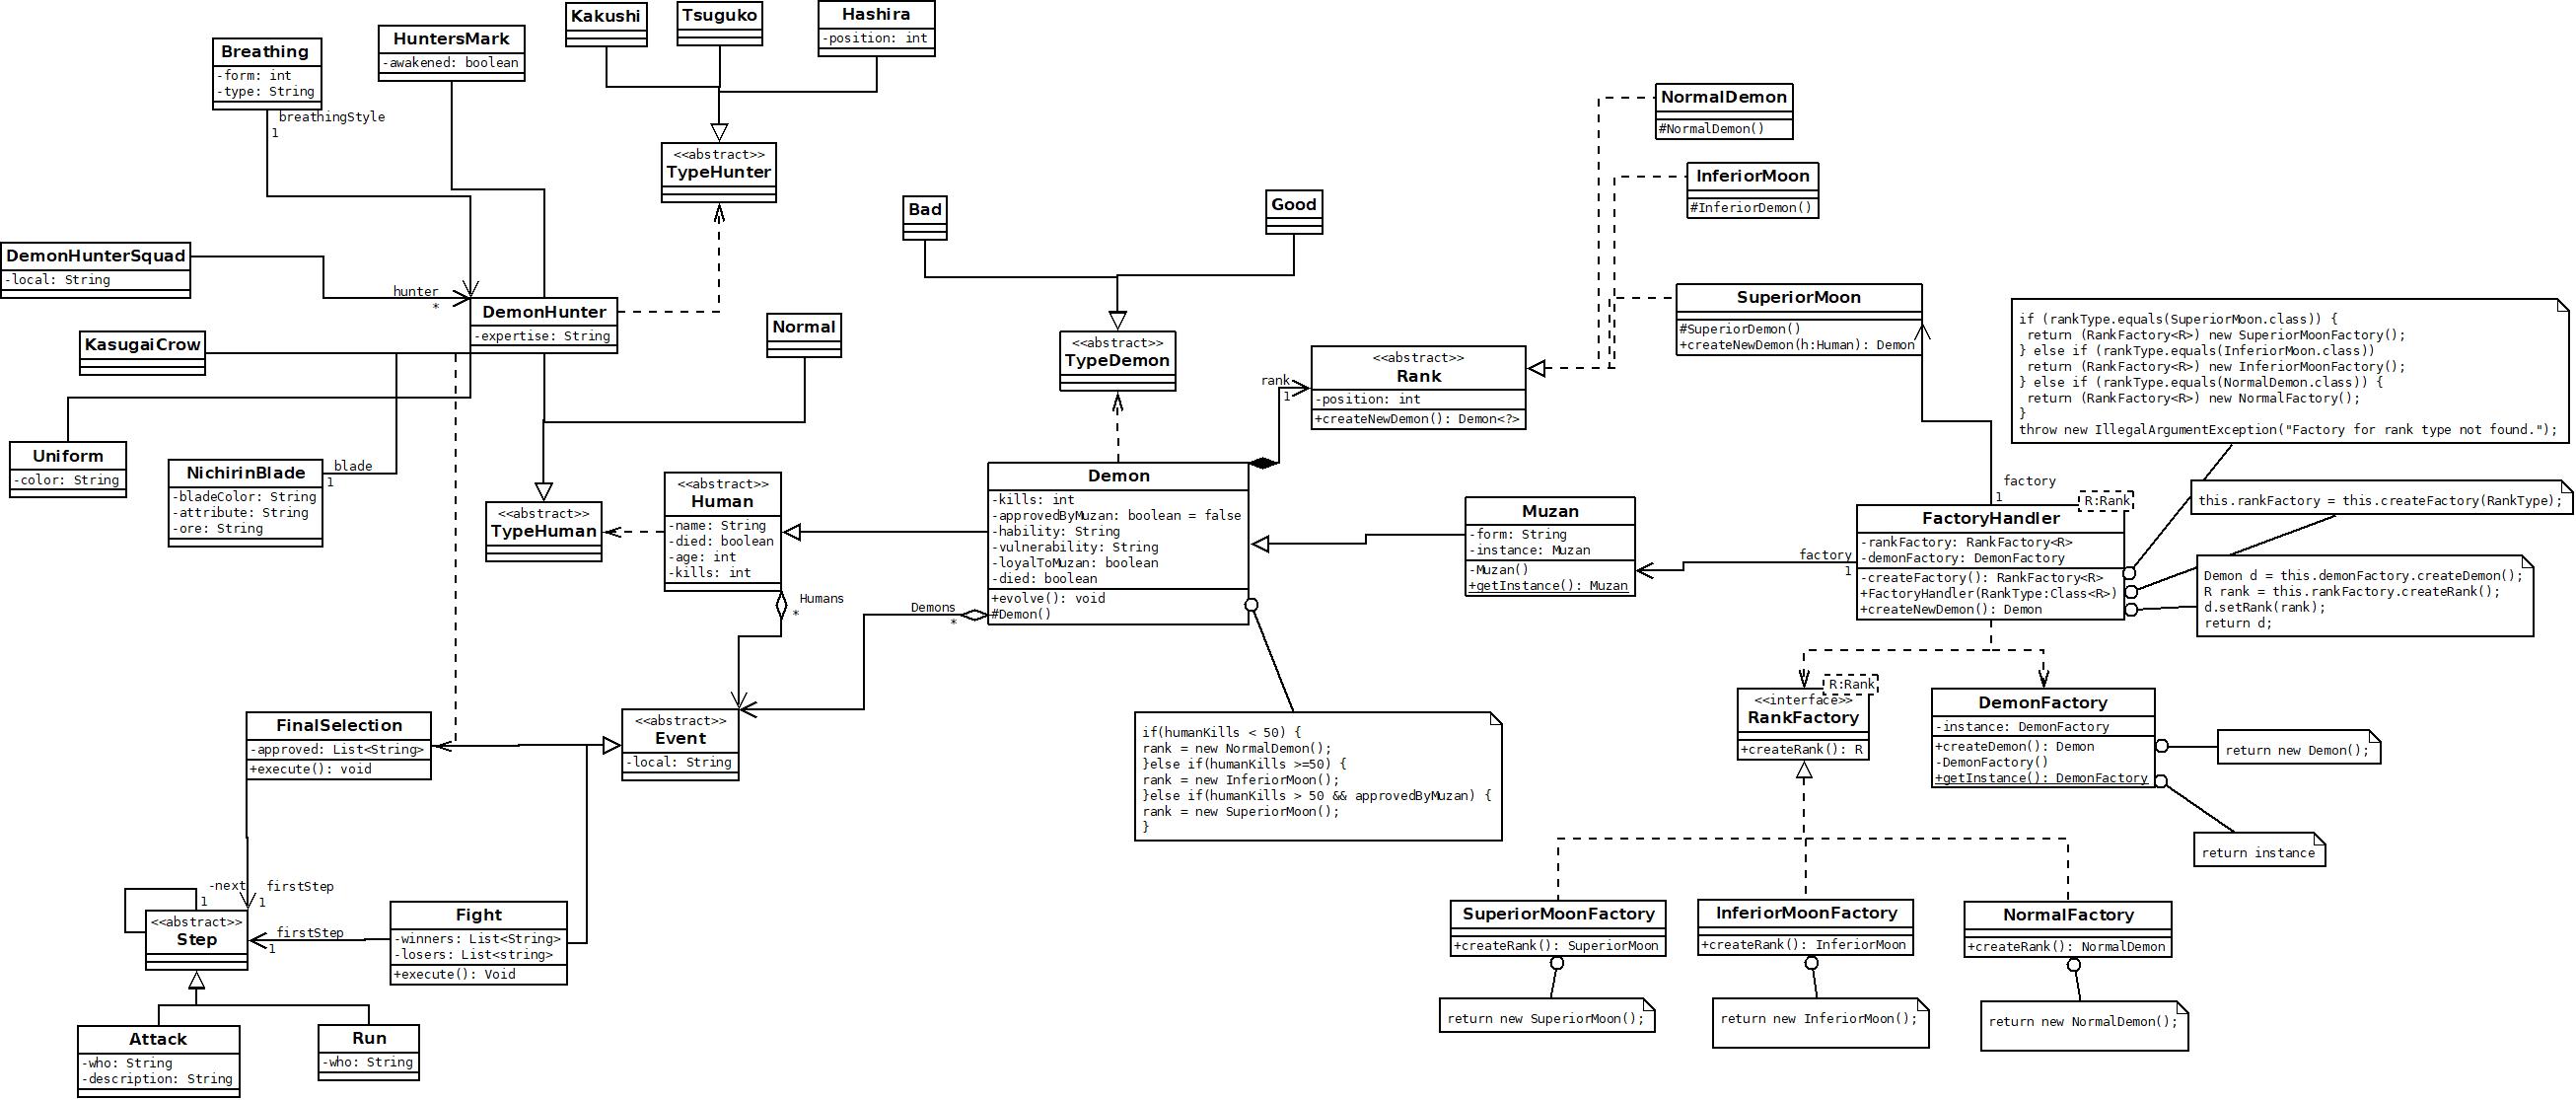 Kakushi
Tsuguko
Hashira
-position: int
Breathing
-form: int
-type: String
breathingStyle
1
HuntersMark
-awakened: boolean
<<abstract>>
TypeHunter
NormalDemon
#NormalDemon()
InferiorMoon
#InferiorDemon()
Bad
Good
DemonHunterSquad
-local: String
hunter
*
DemonHunter
-expertise: String
KasugaiCrow
Normal
<<abstract>>
TypeDemon
<<abstract>>
Rank
-position: int
+createNewDemon(): Demon<?>
rank
1
SuperiorMoon
#SuperiorDemon()
+createNewDemon(h:Human): Demon
if (rankType.equals(SuperiorMoon.class)) {
return (RankFactory<R>) new SuperiorMoonFactory();
} else if (rankType.equals(InferiorMoon.class))
return (RankFactory<R>) new InferiorMoonFactory();
} else if (rankType.equals(NormalDemon.class)) {
return (RankFactory<R>) new NormalFactory();
}
throw new IllegalArgumentException("Factory for rank type not found.");
Uniform
-color: String
NichirinBlade
-bladeColor: String
-attribute: String
-ore: String
blade
1
<<abstract>>
TypeHuman
<<abstract>>
Human
-name: String
-died: boolean
-age: int
-kills: int
Humans
*
Demon
-kills: int
-approvedByMuzan: boolean = false
-hability: String
-vulnerability: String
-loyalToMuzan: boolean
-died: boolean
+evolve(): void
#Demon()
Demons
*
Muzan
-form: String
-instance: Muzan
-Muzan()
+getInstance(): Muzan
factory
1
factory
1
R:Rank
FactoryHandler
-rankFactory: RankFactory<R>
-demonFactory: DemonFactory
-createFactory(): RankFactory<R>
+FactoryHandler(RankType:Class<R>)
+createNewDemon(): Demon
this.rankFactory = this.createFactory(RankType);
Demon d = this.demonFactory.createDemon();
R rank = this.rankFactory.createRank();
d.setRank(rank);
return d;
FinalSelection
-approved: List<String>
+execute(): void
<<abstract>>
Event
-local: String
if(humanKills < 50) {
rank = new NormalDemon();
}else if(humanKills >=50) {
rank = new InferiorMoon();
}else if(humanKills > 50 && approvedByMuzan) {
rank = new SuperiorMoon();
}
R:Rank
<<interface>>
RankFactory
+createRank(): R
DemonFactory
-instance: DemonFactory
+createDemon(): Demon
-DemonFactory()
+getInstance(): DemonFactory
return new Demon();
return instance
-next
1
firstStep
1
<<abstract>>
Step
firstStep
1
Fight
-winners: List<String>
-losers: List<string>
+execute(): Void
Attack
-who: String
-description: String
Run
-who: String
SuperiorMoonFactory
+createRank(): SuperiorMoon
InferiorMoonFactory
+createRank(): InferiorMoon
NormalFactory
+createRank(): NormalDemon
return new SuperiorMoon();
return new InferiorMoon();
return new NormalDemon();